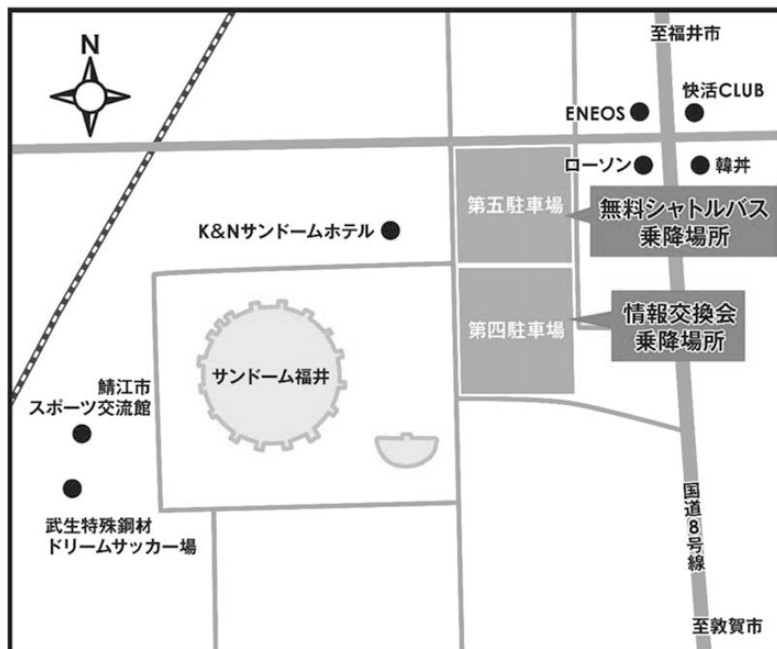 至福井市
N
快活CLUB
ENEOS
ローソン
韓丼
第五駐車場
無料シャトルバス
乗降場所
K&Nサンドームホテル
情報交換会
乗降場所
第四駐車場
サンドーム福井
鯖江市
スポーツ交流館
国道8号線
武生特殊鋼材
ドリームサッカー場
至敦賀市